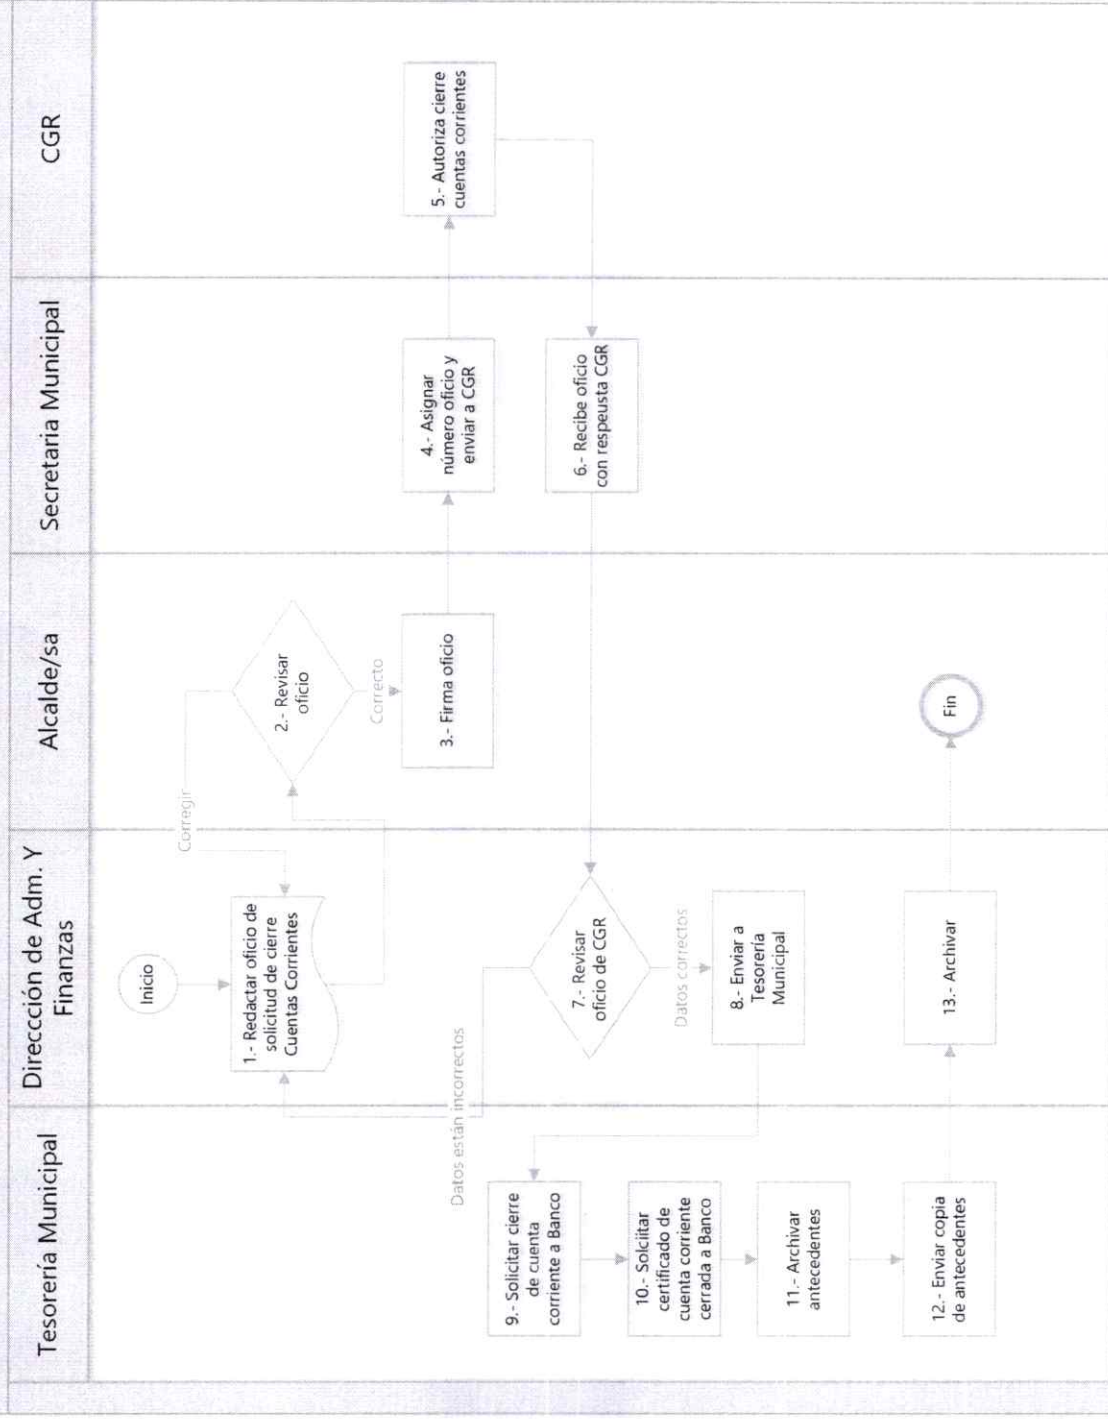 Tesorería Municipal
Direccción de Adm. Y
Finanzas
Alcalde/sa
Secretaria Municipal
CGR
Inicio
1.- Redactar oficio de
solicitud de cierre
Cuentas Corrientes
Corregir
2.- Revisar
oficio
Correcto
3.- Firma oficio
4.- Asignar
número oficio y
enviar a CGR
5.- Autoriza cierre
cuentas corrientes
6.- Recibe oficio
con respeusta CGR
7.- Revisar
oficio de CGR
Datos están incorrectos
Datos correctos
8.- Enviar a
Tesorería
Municipal
9.- Solicitar cierre
de cuenta
corriente a Banco
10.- Solciitar
certificado de
cuenta corriente
cerrada a Banco
11.- Archivar
antecedentes
12.- Enviar copia
de antecedentes
13.- Archivar
Fin